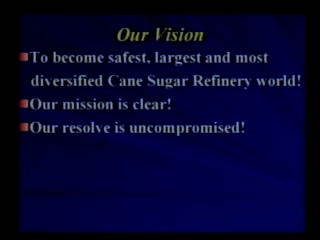 Our Vision
To become safest, largest and most
diversified Cane Sugar Refinery world!
Our mission is clear!
Our resolve is uncompromised!